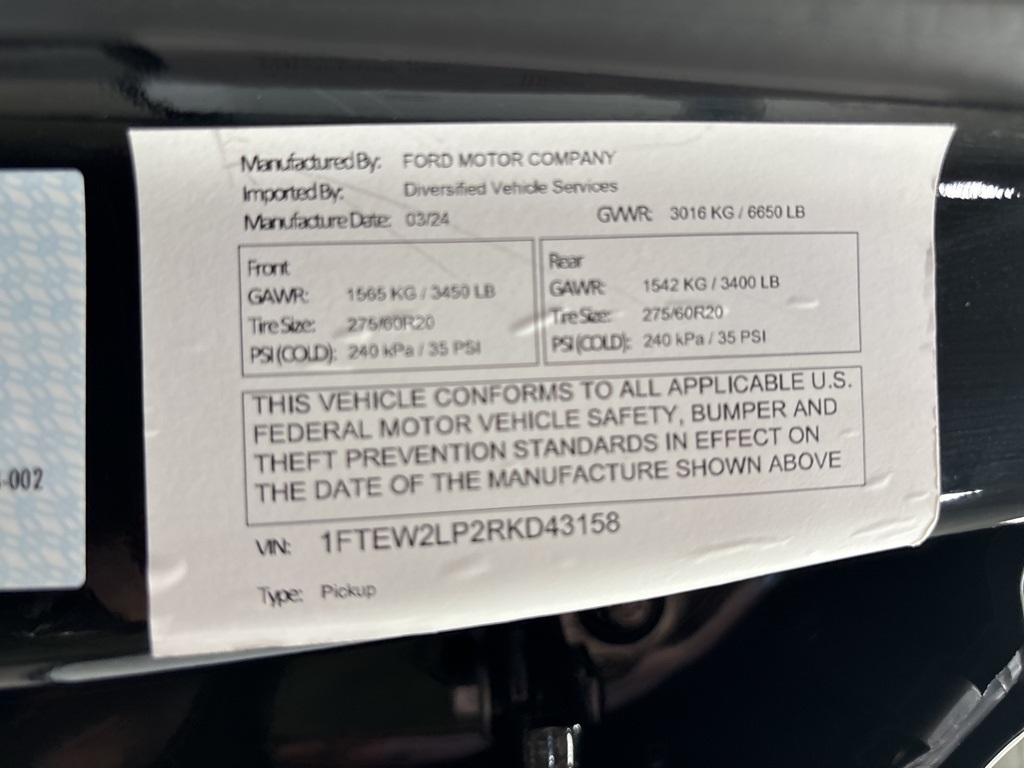 Manufactured By: FORD MOTOR COMPANY
Imported By: Diversified Vehicle Services
Manufacture Date: 03/24 GVWR: 3016 KG / 6650 LB
Front
GAWR: 1565 KG / 3450 LB
Tire Size: 275/60R20
PSI (COLD): 240 kPa / 35 PSI
Rear
GAWR: 1542 KG / 3400 LB
Tire Size: 275/60R20
PSI (COLD): 240 kPa / 35 PSI
THIS VEHICLE CONFORMS TO ALL APPLICABLE U.S.
FEDERAL MOTOR VEHICLE SAFETY, BUMPER AND
THEFT PREVENTION STANDARDS IN EFFECT ON
THE DATE OF THE MANUFACTURE SHOWN ABOVE
VIN: 1FTEW2LP2RKD43158
Type: Pickup
-002